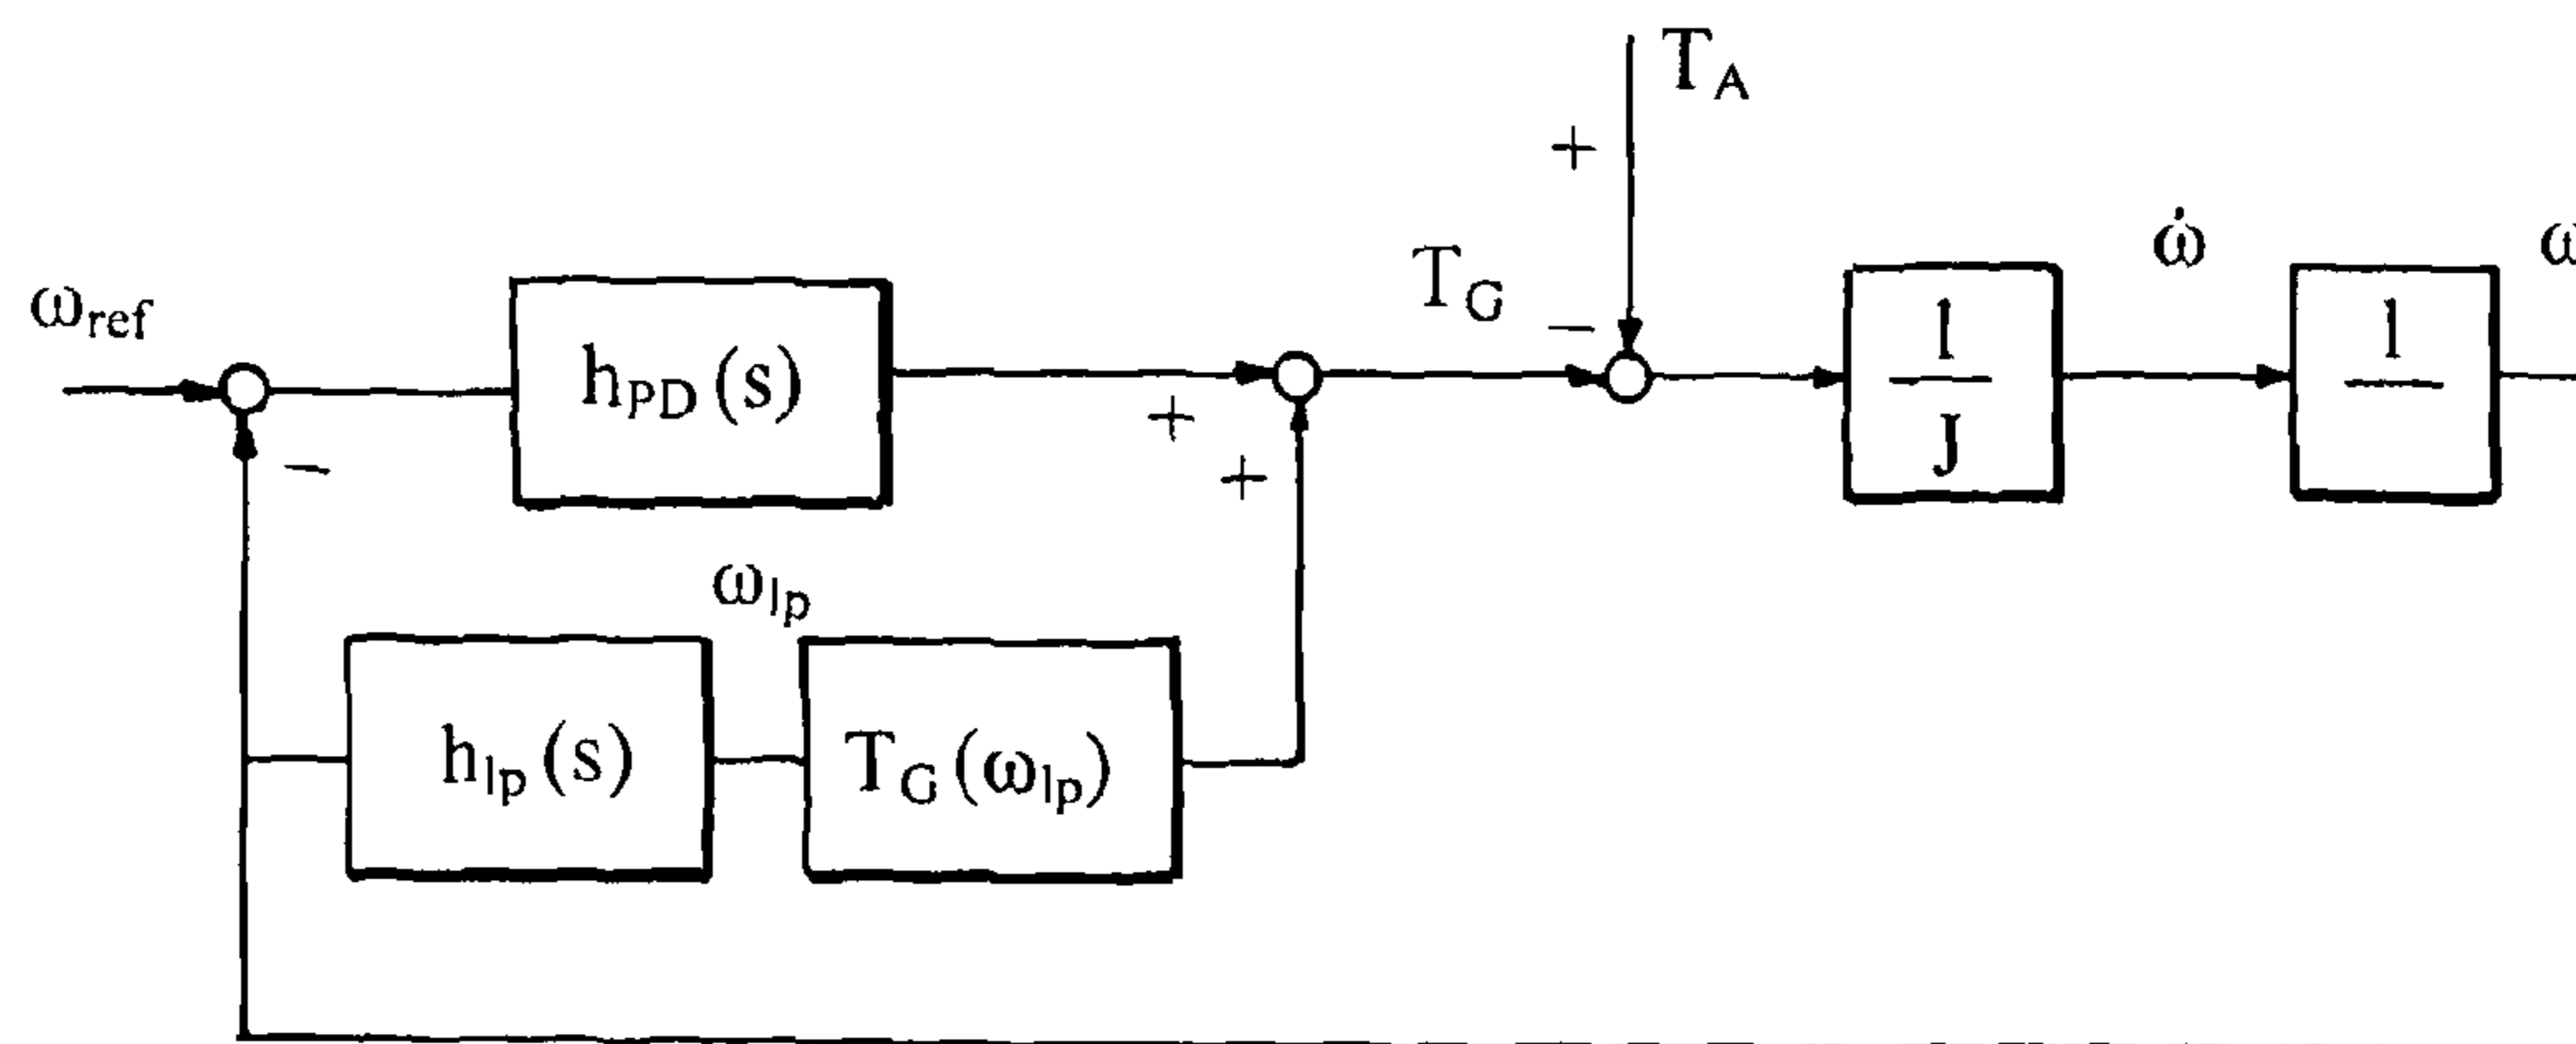 T_A
+
ω_ref
h_PD (s)
T_G
−
1
J
ω̇
1
ω
+
+
−
ω_lp
h_lp (s)
T_G (ω_lp)